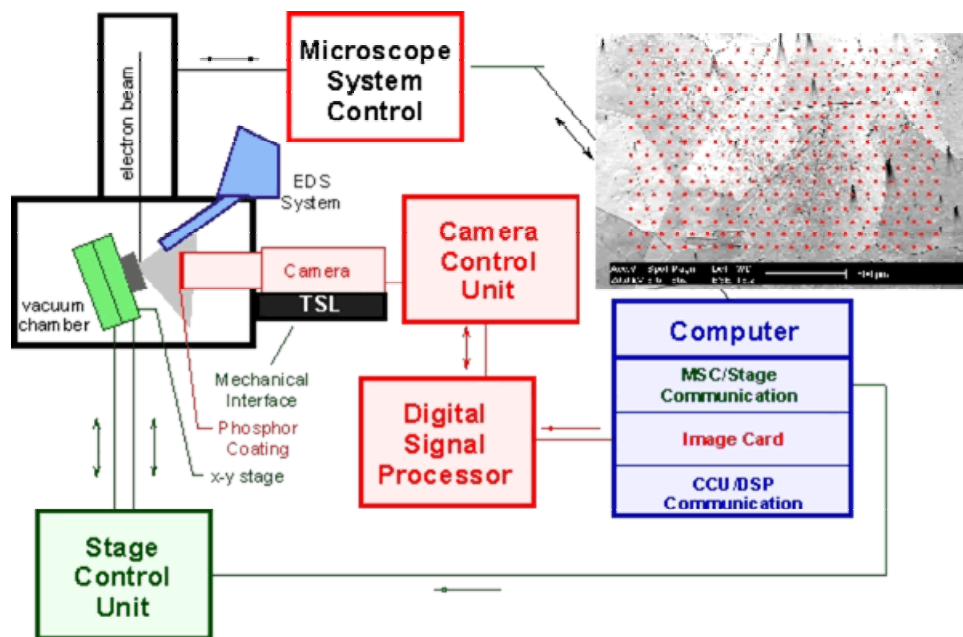 electron beam
Microscope
System
Control
EDS
System
vacuum
chamber
Camera
TSL
Camera
Control
Unit
Mechanical
Interface
Phosphor
Coating
x-y stage
Digital
Signal
Processor
Computer
MSC/Stage
Communication
Image Card
CCU/DSP
Communication
Stage
Control
Unit